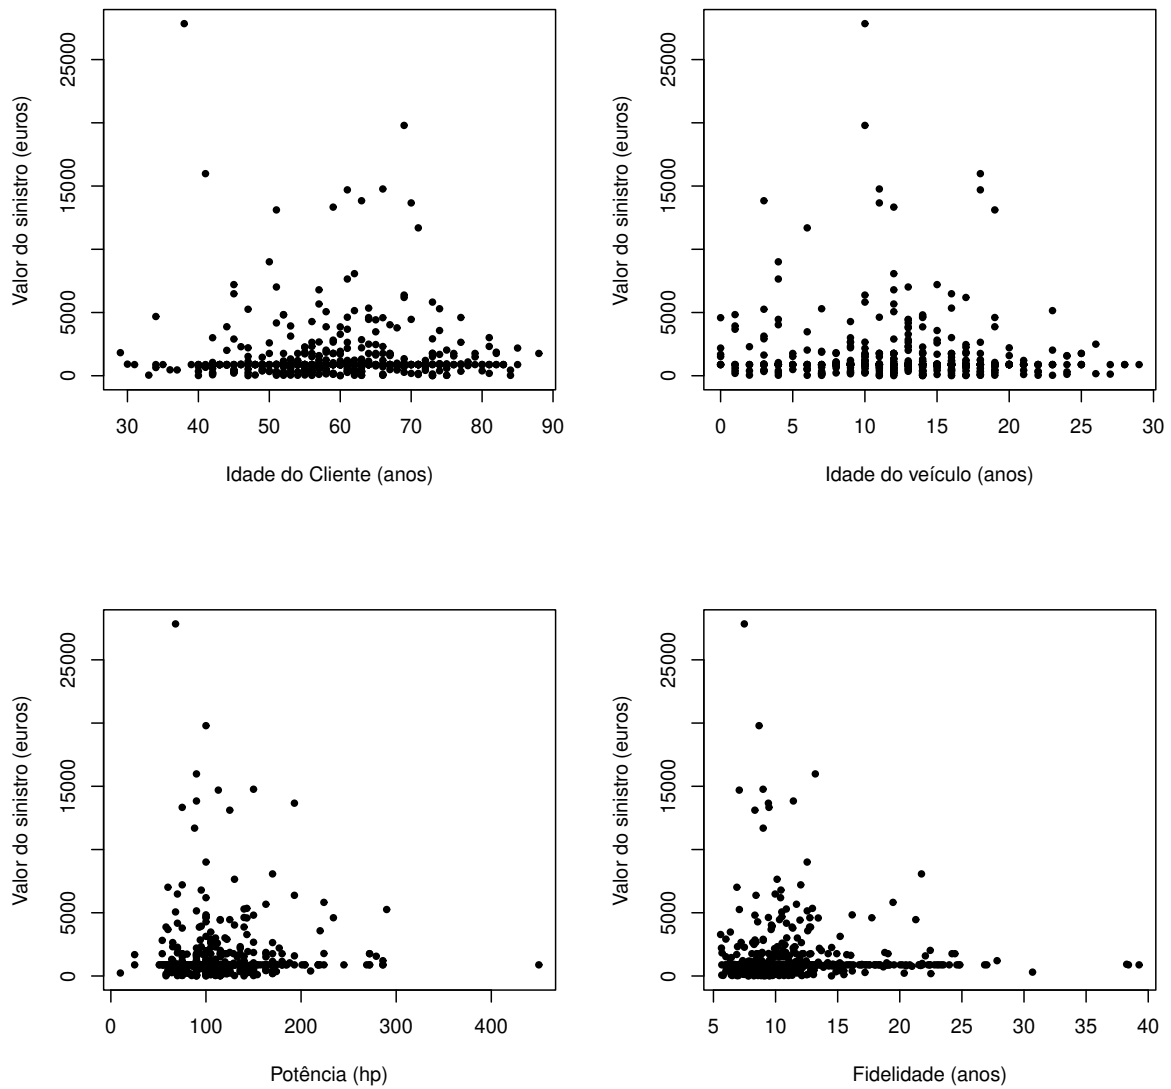 Valor do sinistro (euros)
0 5000 15000 25000
30 40 50 60 70 80 90
Idade do Cliente (anos)
Valor do sinistro (euros)
0 5000 15000 25000
0 5 10 15 20 25 30
Idade do veículo (anos)
Valor do sinistro (euros)
0 5000 15000 25000
0 100 200 300 400
Potência (hp)
Valor do sinistro (euros)
0 5000 15000 25000
5 10 15 20 25 30 35 40
Fidelidade (anos)